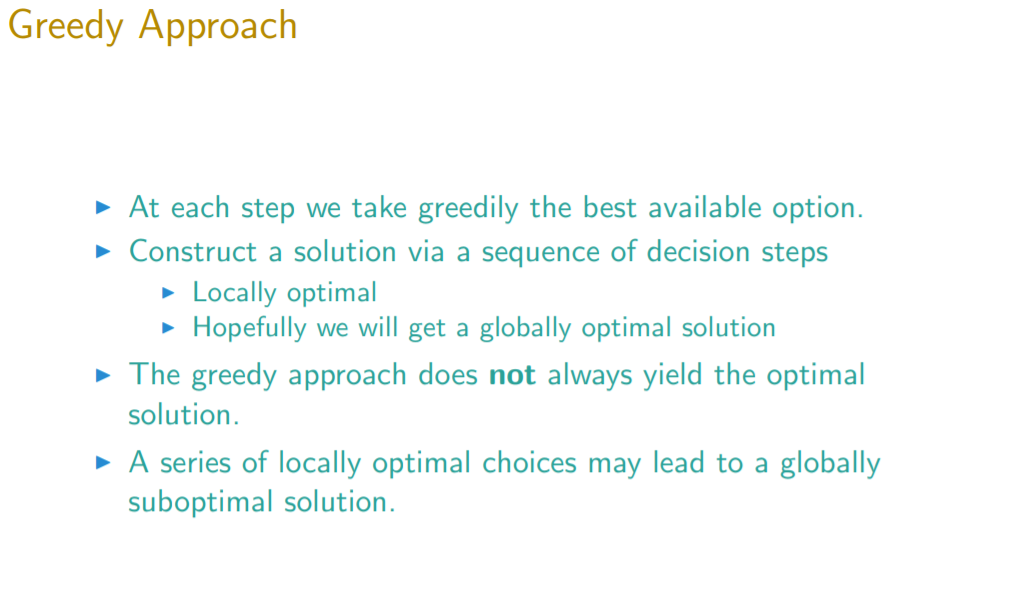 Greedy Approach
At each step we take greedily the best available option.
Construct a solution via a sequence of decision steps
Locally optimal
Hopefully we will get a globally optimal solution
The greedy approach does not always yield the optimal
solution.
A series of locally optimal choices may lead to a globally
suboptimal solution.